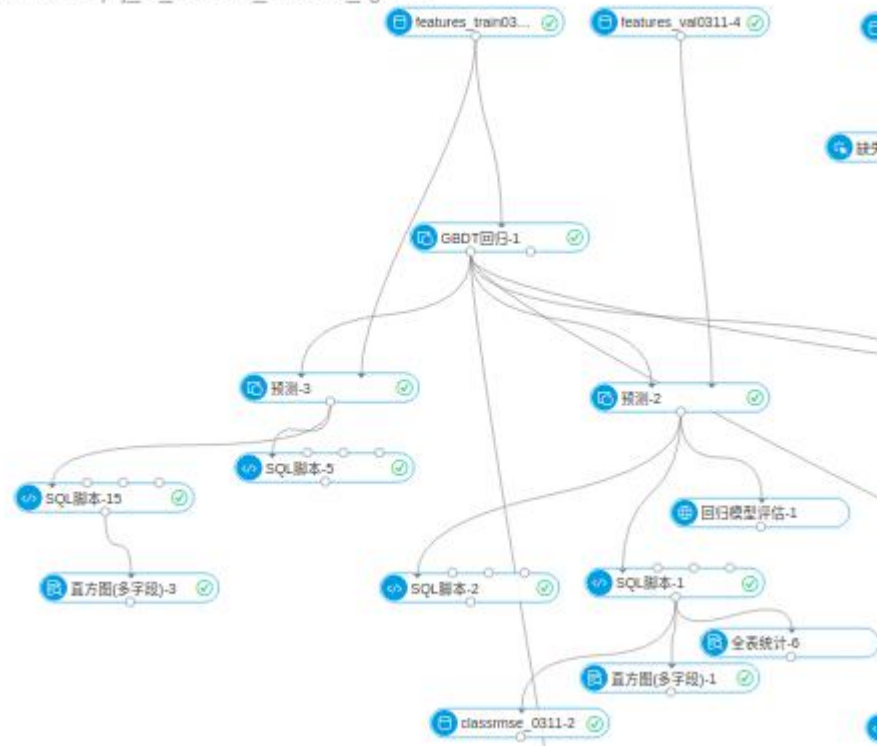 features_train03...
features_val0311-4
缺失
GBDT回归-1
预测-3
预测-2
SQL脚本-5
SQL脚本-15
回归模型评估-1
直方图(多字段)-3
SQL脚本-2
SQL脚本-1
全表统计-6
直方图(多字段)-1
classrmse_0311-2